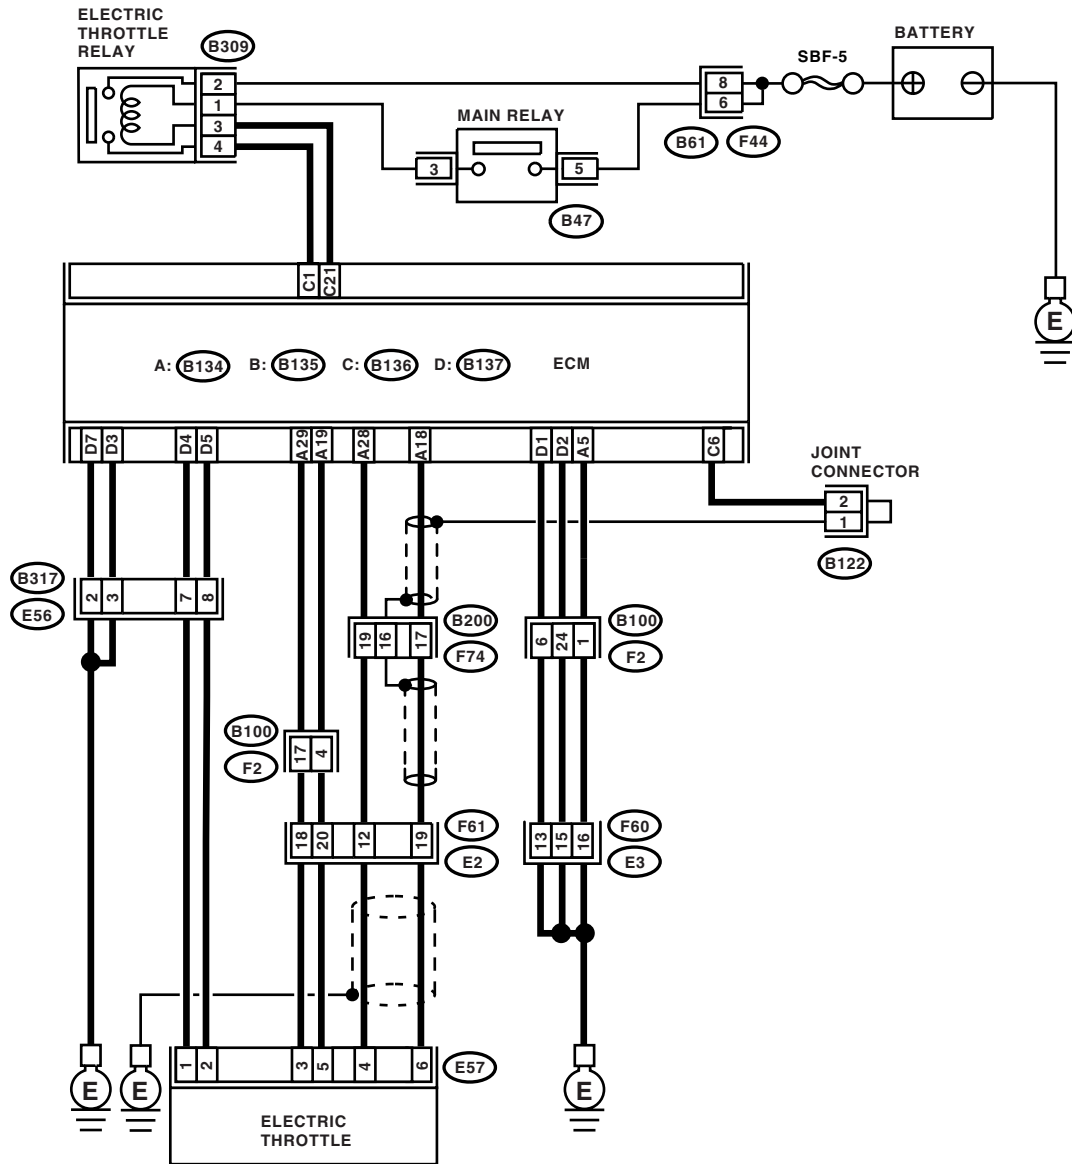 ELECTRIC
THROTTLE
RELAY
B309
2
1
3
4
MAIN RELAY
3
5
B47
8
6
B61
F44
SBF-5
BATTERY
E
C1
C21
A: B134 B: B135 C: B136 D: B137 ECM
D7
D3
D4
D5
A29
A19
A28
A18
D1
D2
A5
C6
JOINT
CONNECTOR
2
1
B122
B317
E56
2
3
7
8
19
16
17
B200
F74
6
24
1
B100
F2
B100
F2
17
4
18
20
12
19
F61
E2
13
15
16
F60
E3
E
E
1
2
3
5
4
6
E57
E
ELECTRIC
THROTTLE